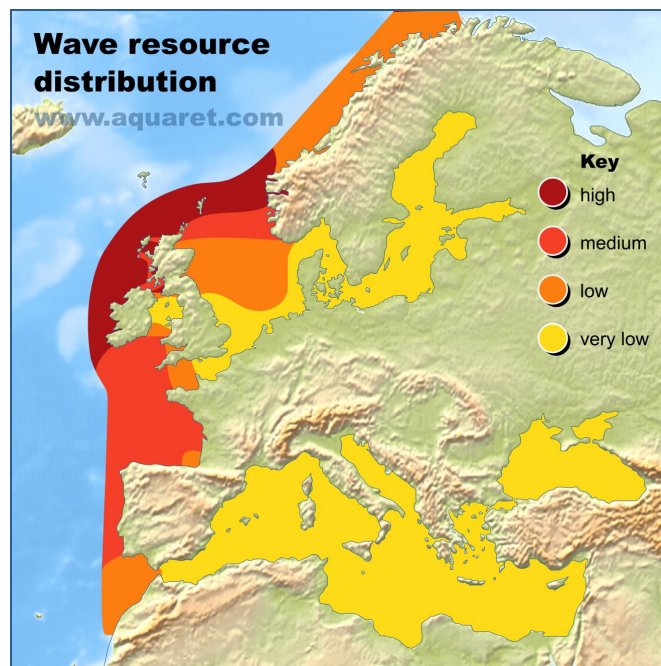 Wave resource
distribution
www.aquaret.com
Key
high
medium
low
very low